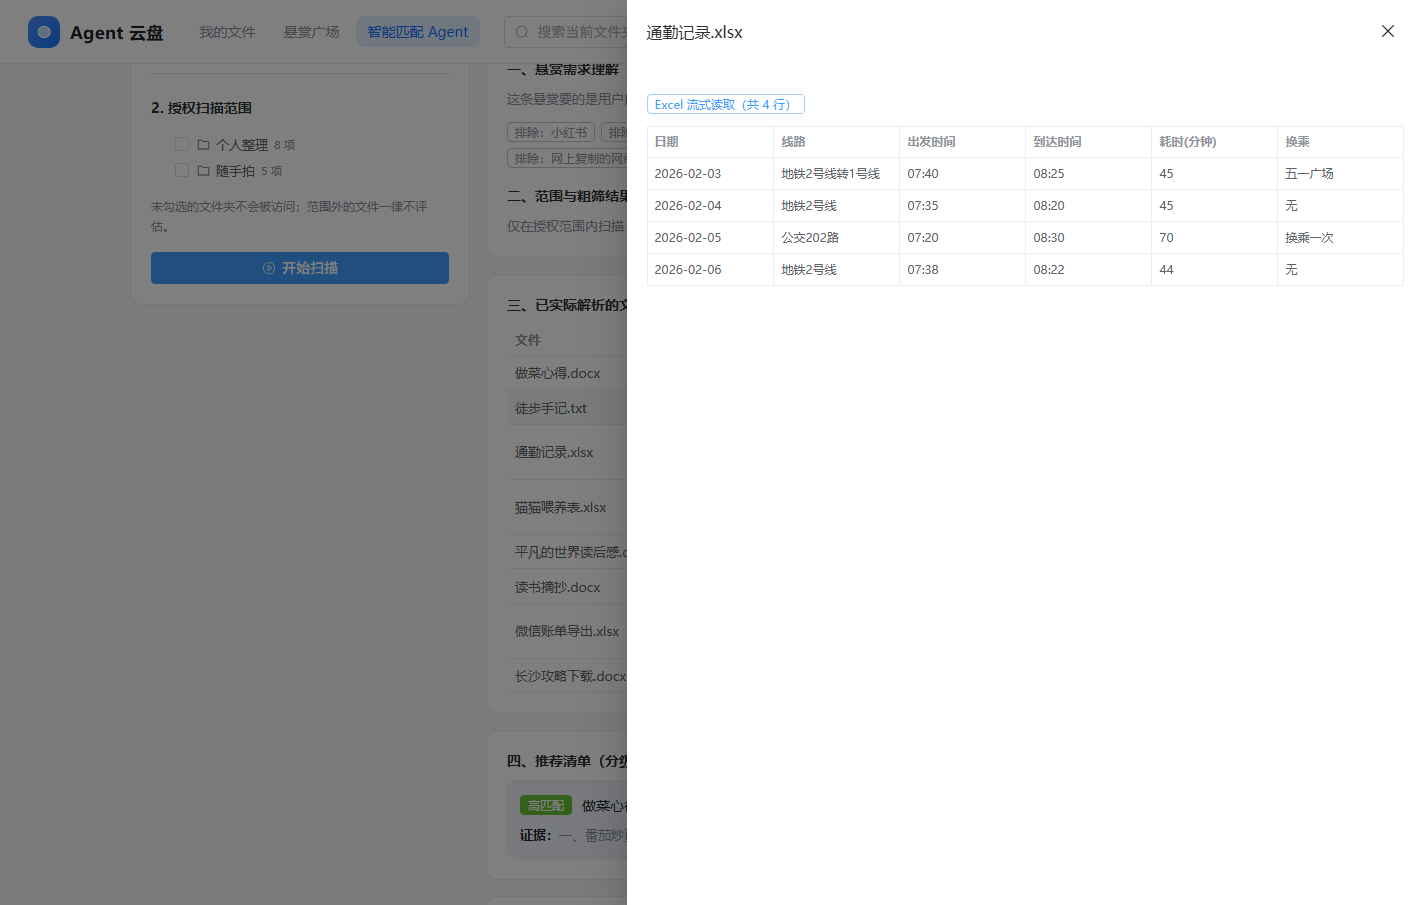 Agent 云盘
我的文件
悬赏广场
智能匹配 Agent
搜索当前文件夹
2. 授权扫描范围
个人整理 8 项
随手拍 5 项
未勾选的文件夹不会被访问；范围外的文件一律不评
估。
开始扫描
一、悬赏需求理解
这条悬赏要的是用户
排除：小红书
排除：网上复制的网
二、范围与粗筛结果
仅在授权范围内扫描
三、已实际解析的文
文件
做菜心得.docx
徒步手记.txt
通勤记录.xlsx
猫猫喂养表.xlsx
平凡的世界读后感.d
读书摘抄.docx
微信账单导出.xlsx
长沙攻略下载.docx
四、推荐清单（分级
高匹配 做菜心得
证据：一、番茄炒
通勤记录.xlsx
Excel 流式读取（共 4 行）
日期 线路 出发时间 到达时间 耗时(分钟) 换乘
2026-02-03 地铁2号线转1号线 07:40 08:25 45 五一广场
2026-02-04 地铁2号线 07:35 08:20 45 无
2026-02-05 公交202路 07:20 08:30 70 换乘一次
2026-02-06 地铁2号线 07:38 08:22 44 无